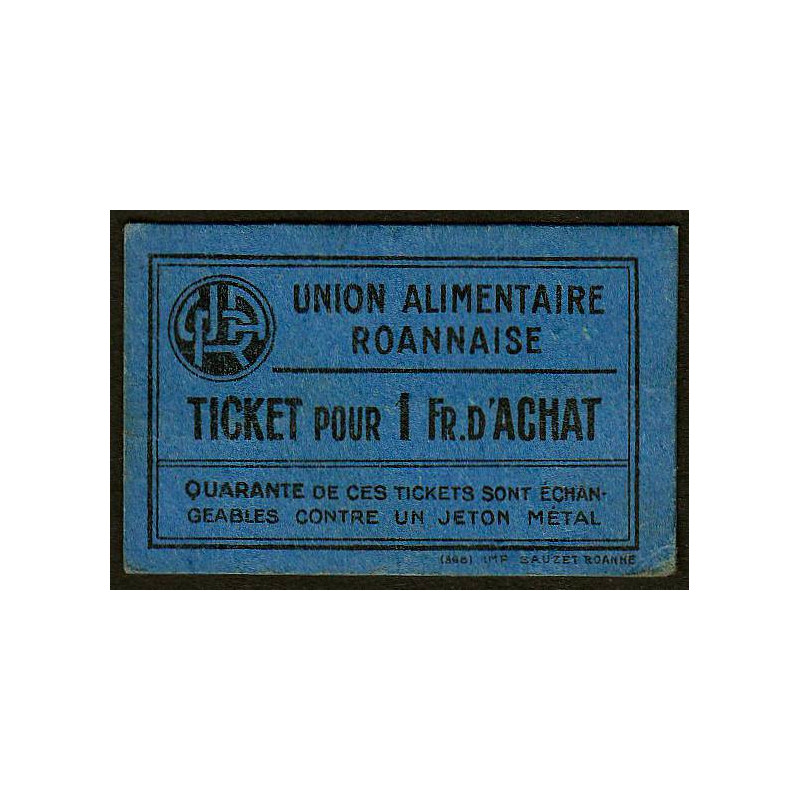 UNION ALIMENTAIRE
ROANNAISE
TICKET POUR 1 FR. D'ACHAT
QUARANTE DE CES TICKETS SONT ÉCHAN-
GEABLES CONTRE UN JETON MÉTAL
IMP SAUZET ROANNE